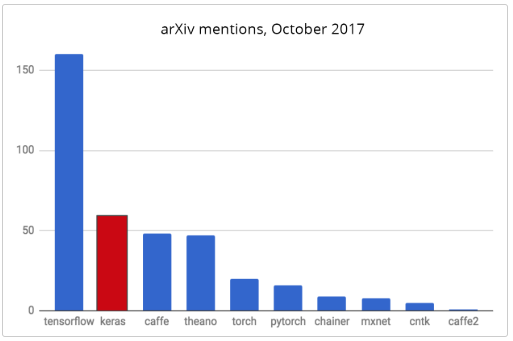 arXiv mentions, October 2017
150
100
50
0
tensorflow keras caffe theano torch pytorch chainer mxnet cntk caffe2